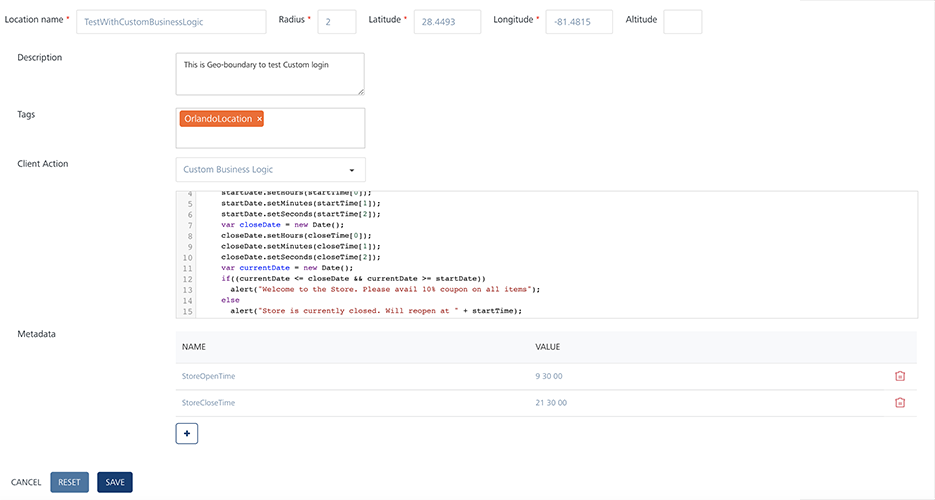 Location name * TestWithCustomBusinessLogic Radius * 2 Latitude * 28.4493 Longitude * -81.4815 Altitude
Description This is Geo-boundary to test Custom login
Tags OrlandoLocation ×
Client Action Custom Business Logic
4 startDate.setHours(startTime[0]);
5 startDate.setMinutes(startTime[1]);
6 startDate.setSeconds(startTime[2]);
7 var closeDate = new Date();
8 closeDate.setHours(closeTime[0]);
9 closeDate.setMinutes(closeTime[1]);
10 closeDate.setSeconds(closeTime[2]);
11 var currentDate = new Date();
12 if((currentDate <= closeDate && currentDate >= startDate))
13 alert("Welcome to the Store. Please avail 10% coupon on all items");
14 else
15 alert("Store is currently closed. Will reopen at " + startTime);
Metadata
NAME VALUE
StoreOpenTime 9 30 00
StoreCloseTime 21 30 00
+
CANCEL RESET SAVE